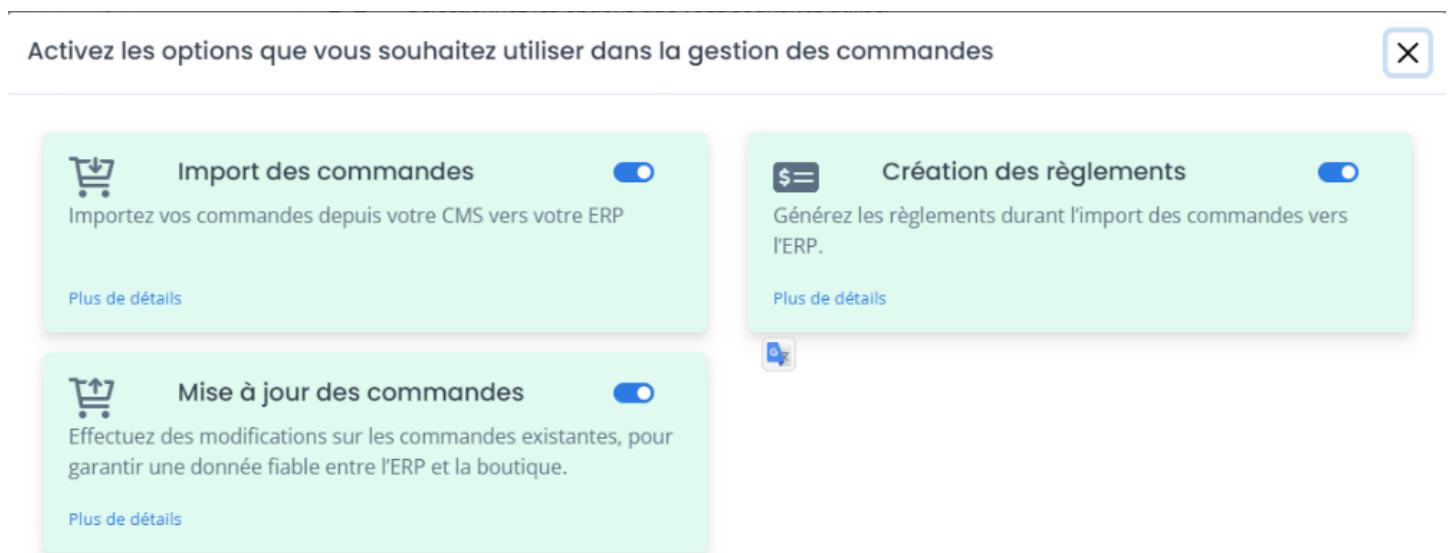 Activez les options que vous souhaitez utiliser dans la gestion des commandes
Import des commandes
Importez vos commandes depuis votre CMS vers votre ERP
Plus de détails
Création des règlements
Générez les règlements durant l'import des commandes vers
l'ERP.
Plus de détails
Mise à jour des commandes
Effectuez des modifications sur les commandes existantes, pour
garantir une donnée fiable entre l'ERP et la boutique.
Plus de détails